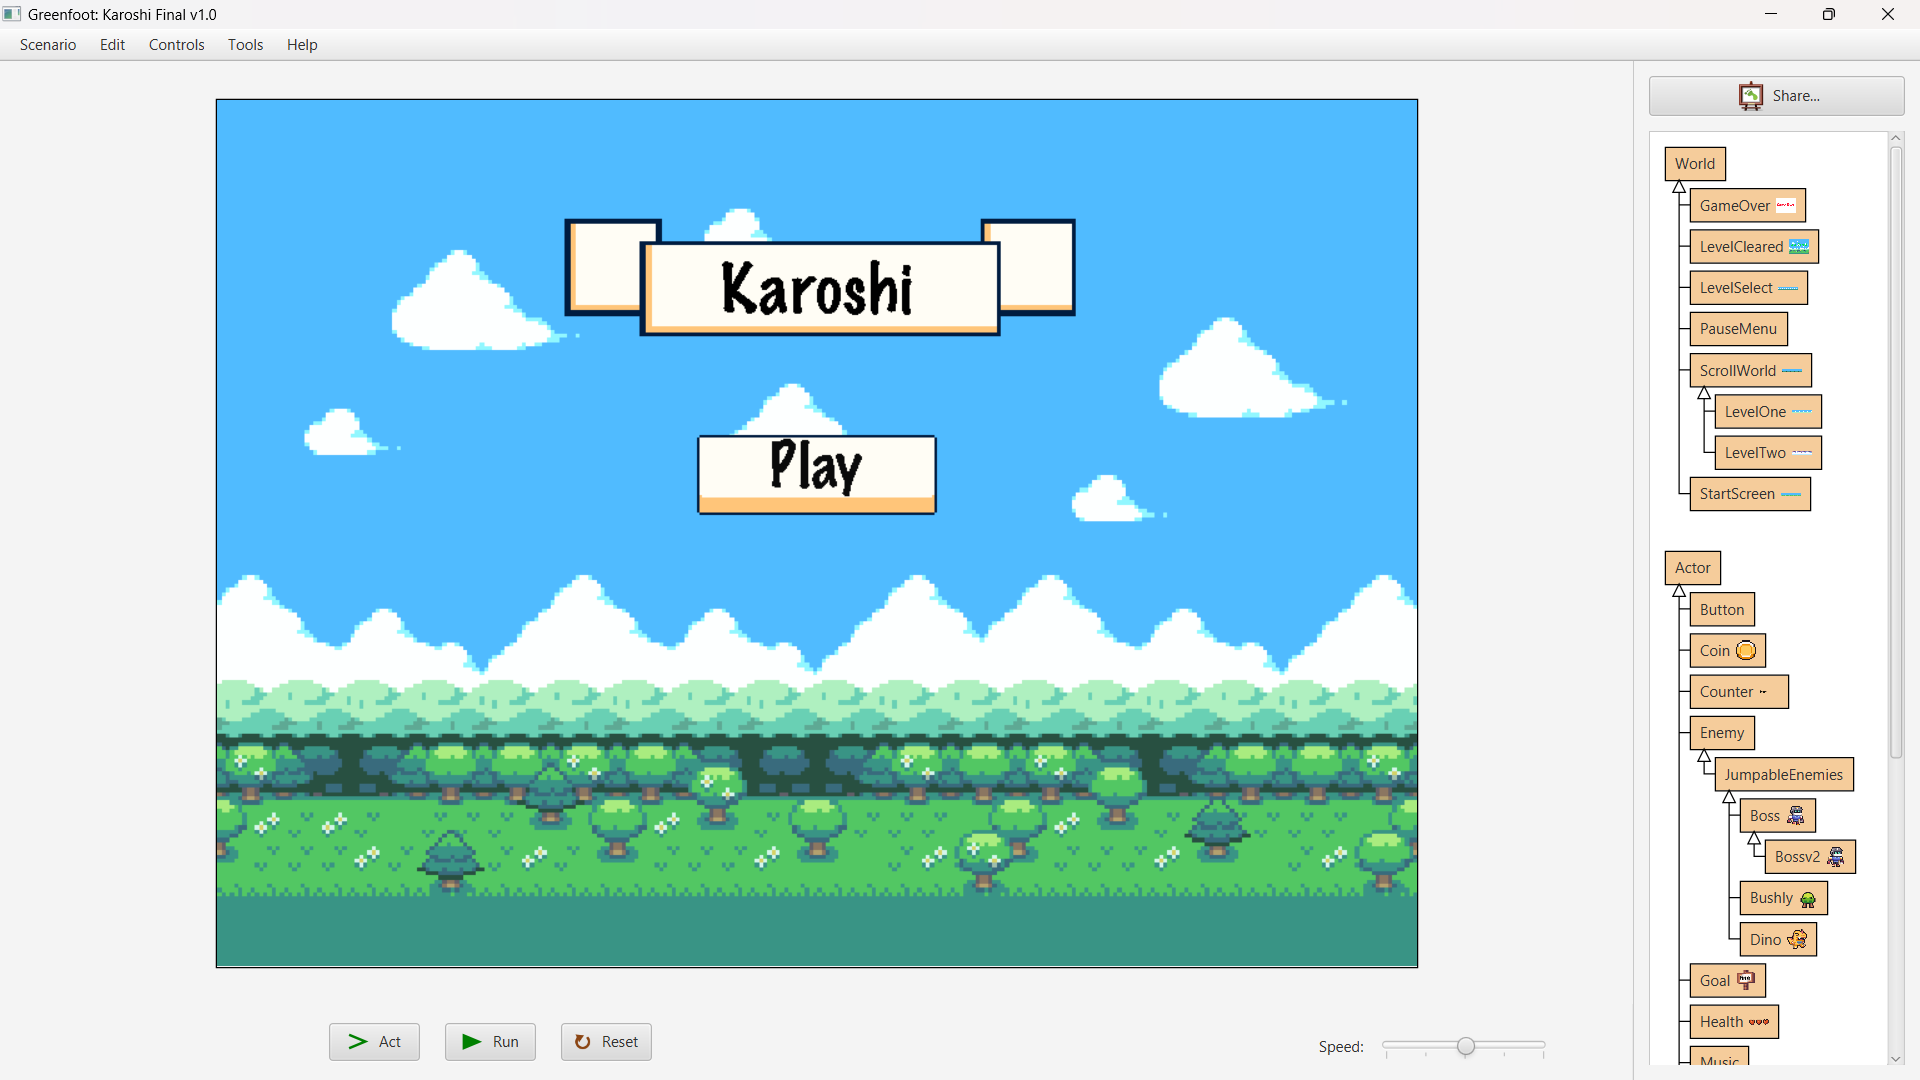 Greenfoot: Karoshi Final v1.0
Scenario Edit Controls Tools Help
Share...
Karoshi
Play
World
GameOver
LevelCleared
LevelSelect
PauseMenu
ScrollWorld
LevelOne
LevelTwo
StartScreen
Actor
Button
Coin
Counter
Enemy
JumpableEnemies
Boss
Bossv2
Bushly
Dino
Goal
Health
Music
Act Run Reset Speed: